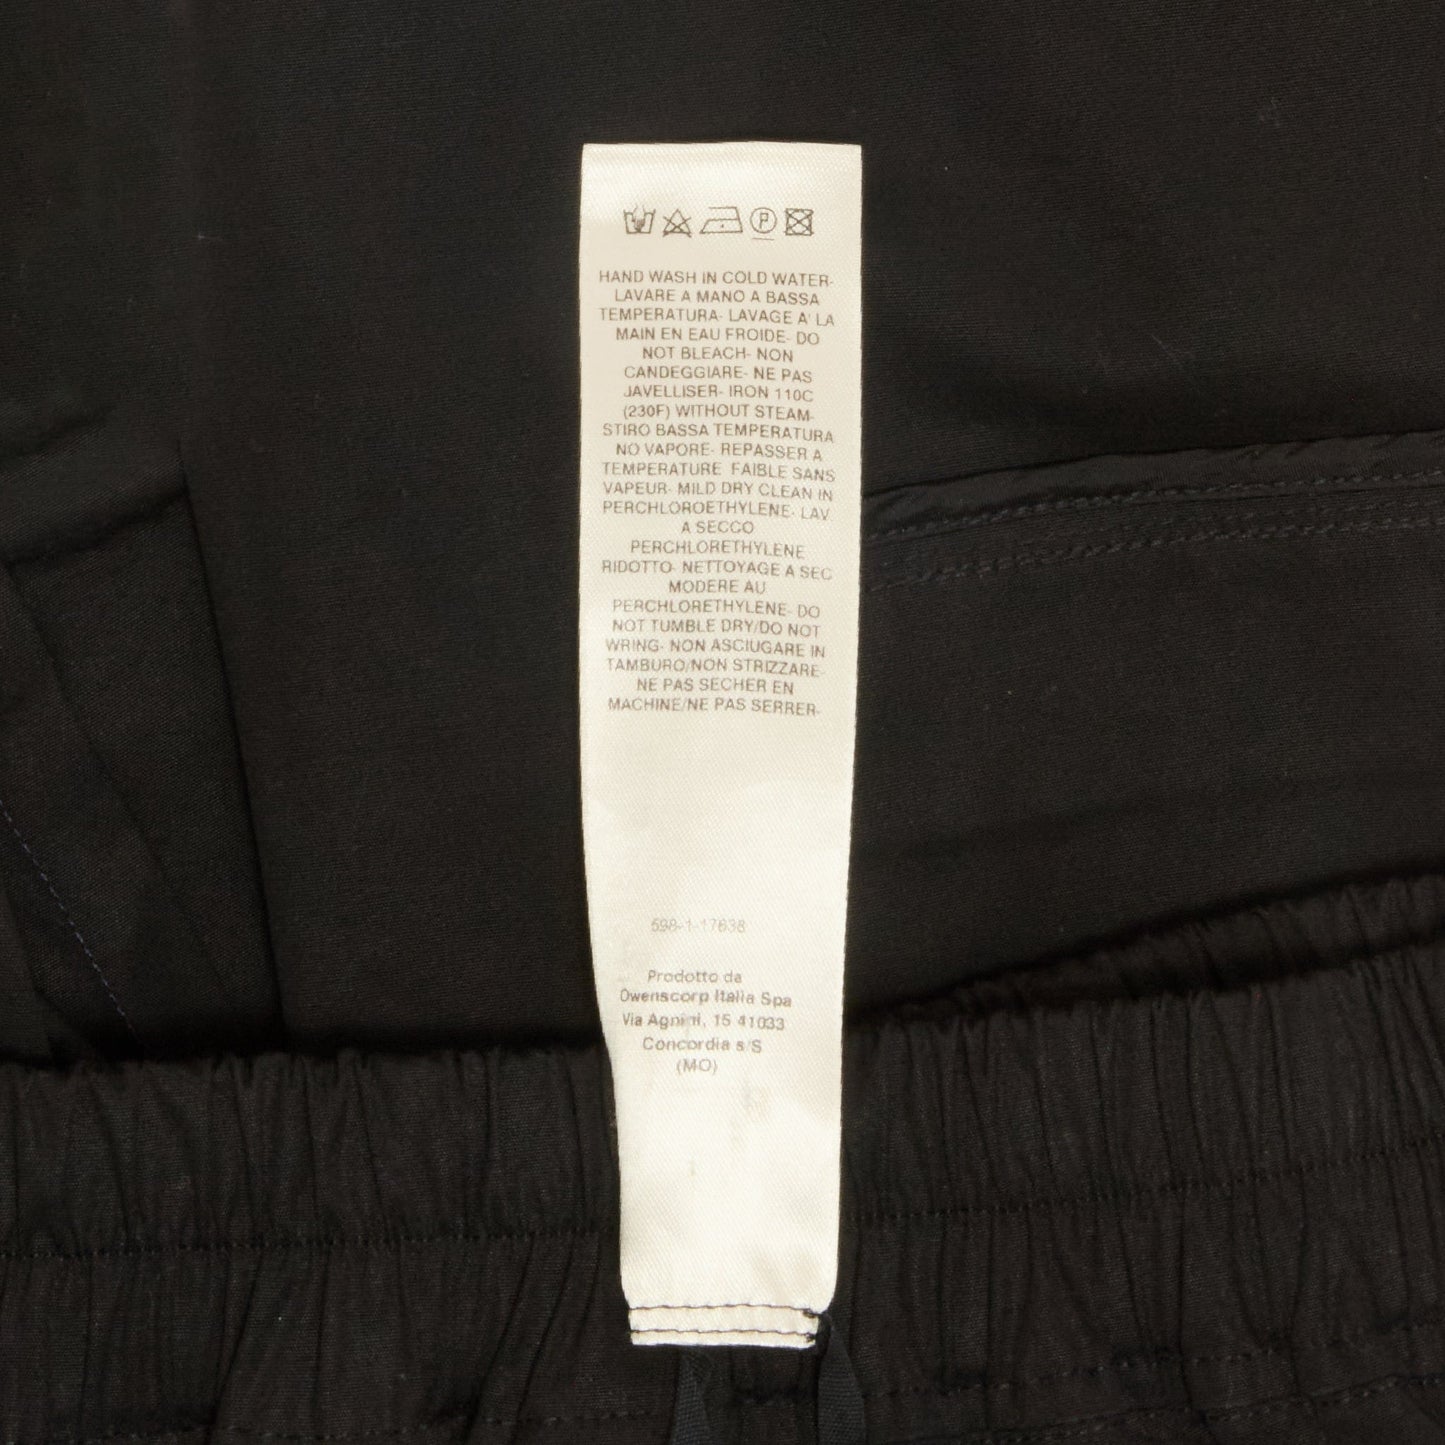 HAND WASH IN COLD WATER-
LAVARE A MANO A BASSA
TEMPERATURA- LAVAGE A' LA
MAIN EN EAU FROIDE- DO
NOT BLEACH- NON
CANDEGGIARE- NE PAS
JAVELLISER- IRON 110C
(230F) WITHOUT STEAM-
STIRO BASSA TEMPERATURA
NO VAPORE- REPASSER A
TEMPERATURE FAIBLE SANS
VAPEUR- MILD DRY CLEAN IN
PERCHLOROETHYLENE- LAV.
A SECCO
PERCHLORETHYLENE
RIDOTTO- NETTOYAGE A SEC
MODERE AU
PERCHLORETHYLENE- DO
NOT TUMBLE DRY/DO NOT
WRING- NON ASCIUGARE IN
TAMBURO/NON STRIZZARE-
NE PAS SECHER EN
MACHINE/NE PAS SERRER-
598-1-17638
Prodotto da
Owenscorp Italia Spa
Via Agnini, 15 41033
Concordia s/S
(MO)